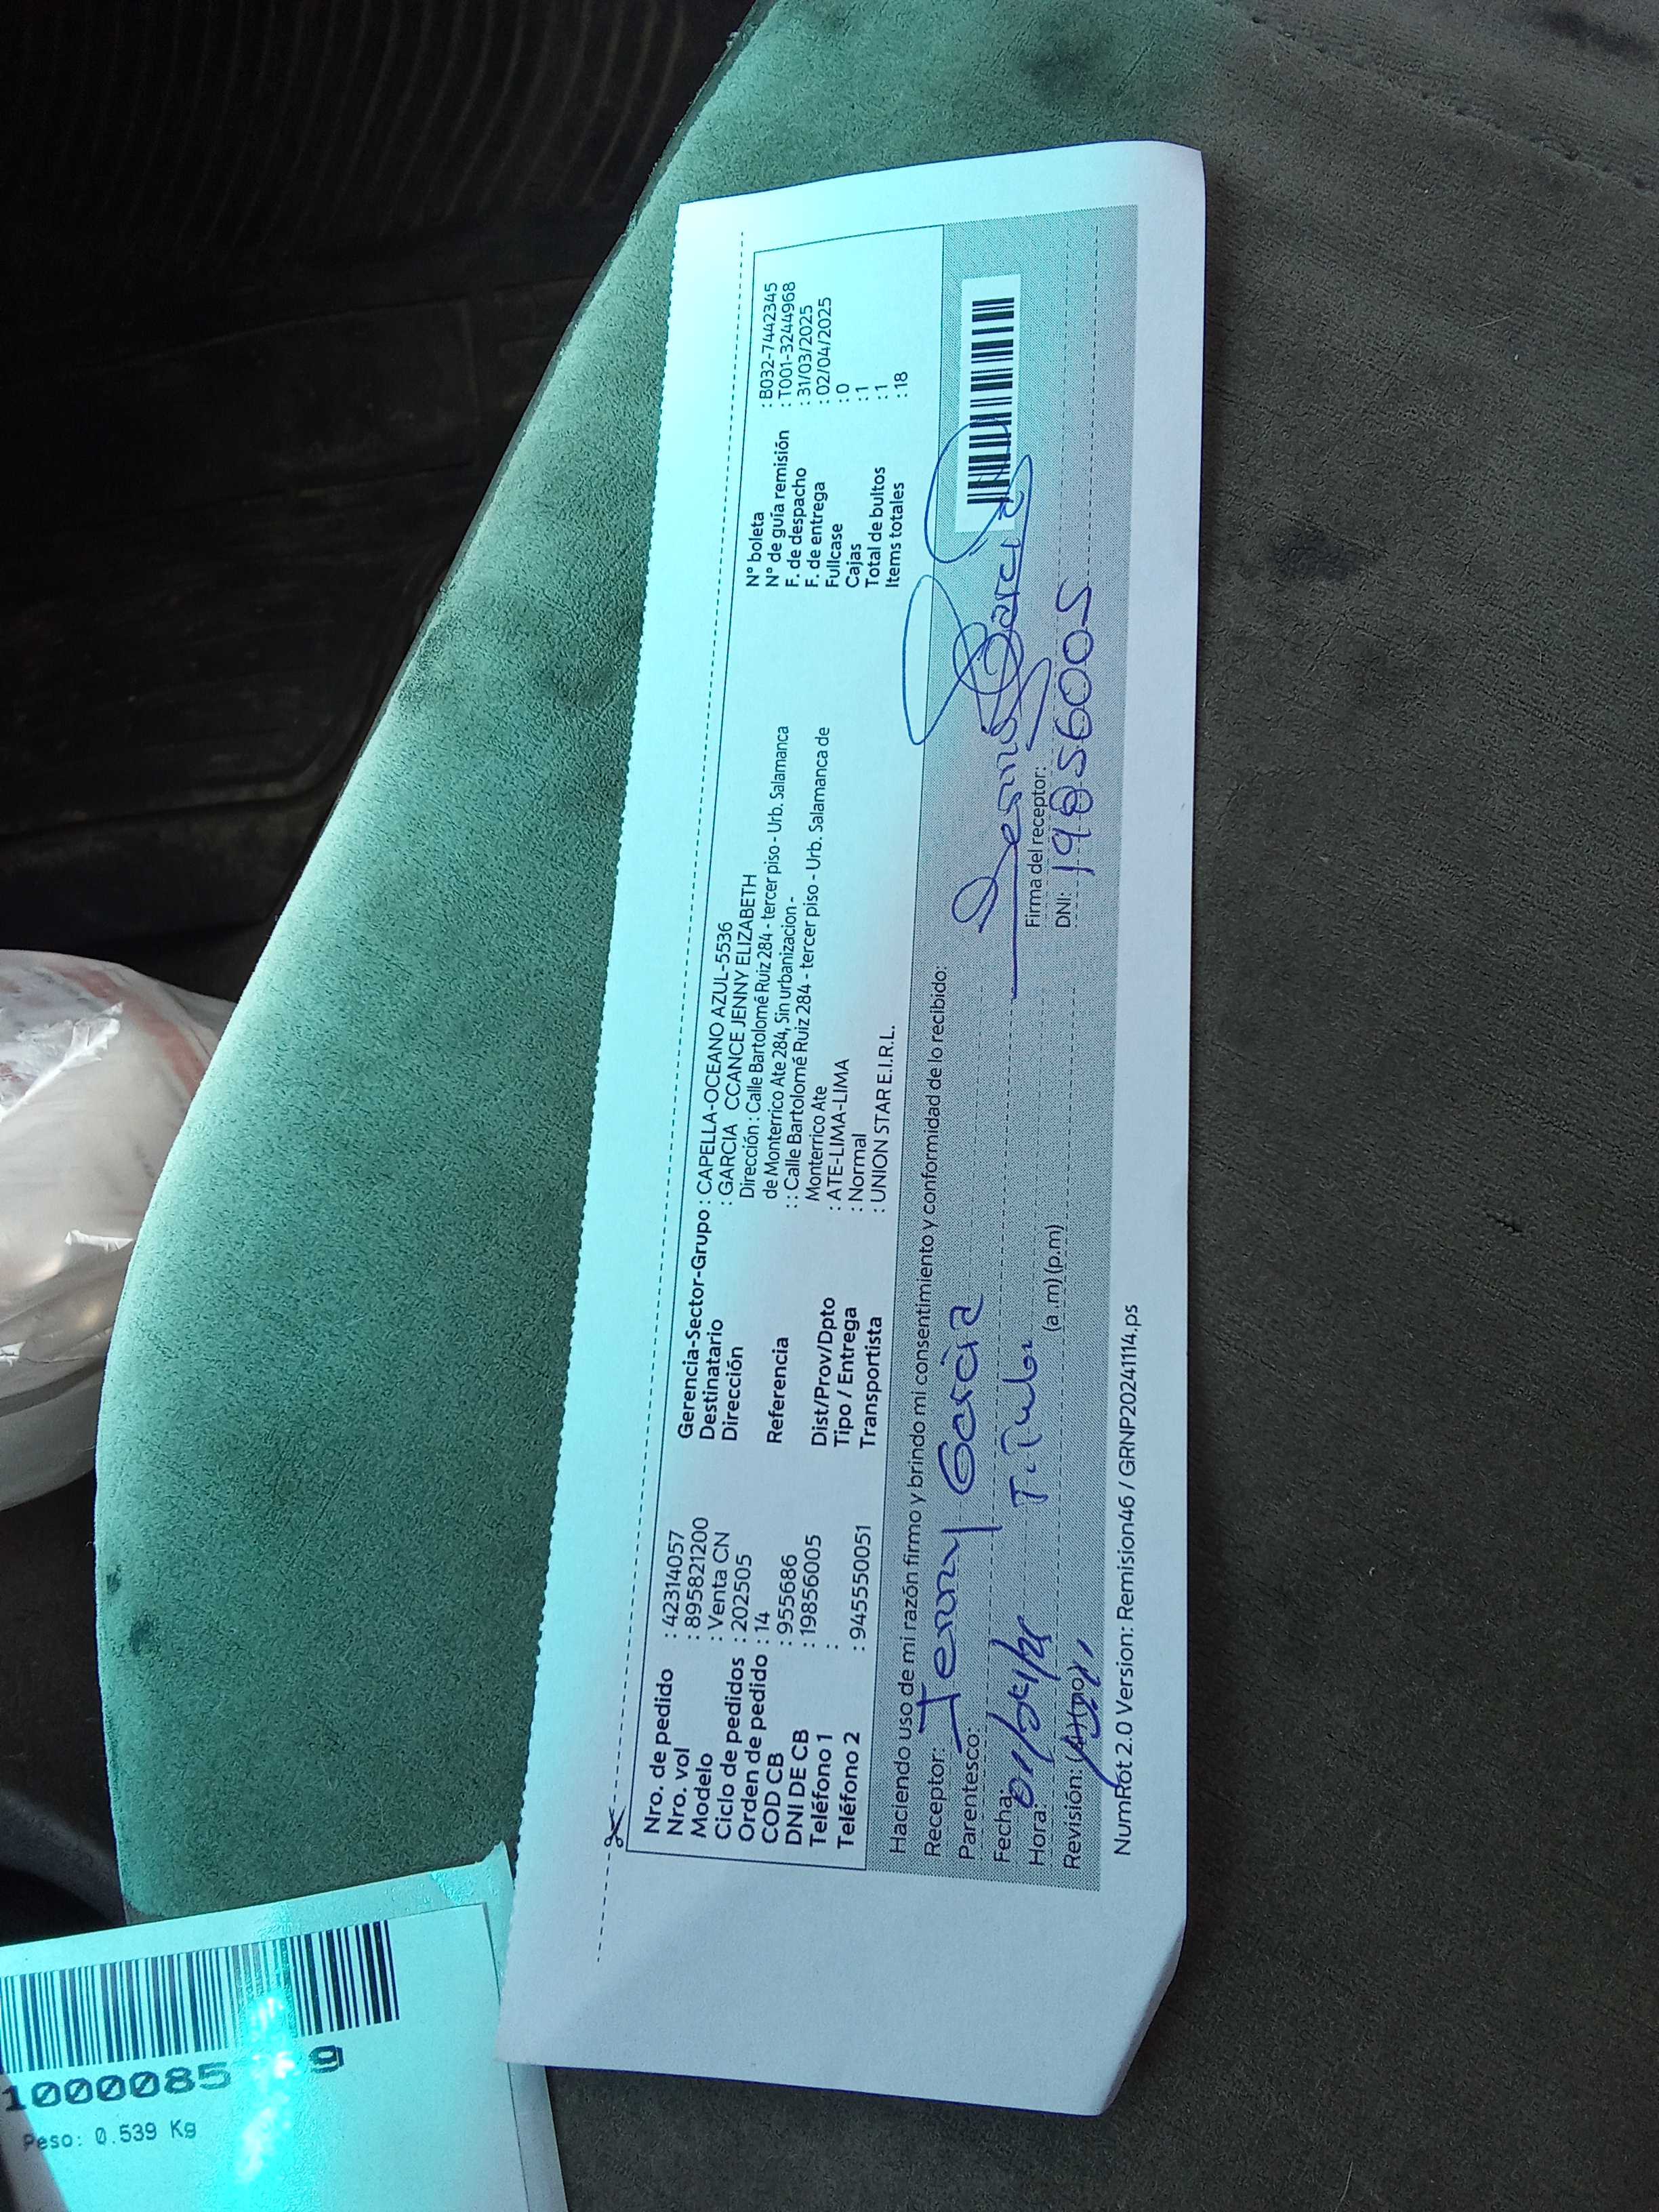 Nro. de pedido : 42314057
Nro. vol : 895821200
Modelo : Venta CN
Ciclo de pedidos : 202505
Orden de pedido : 14
COD CB : 955686
DNI DE CB : 19856005
Teléfono 1 :
Teléfono 2 : 945550051
Gerencia-Sector-Grupo : CAPELLA-OCEANO AZUL-5536
Destinatario : GARCIA CCANCE JENNY ELIZABETH
Dirección Dirección : Calle Bartolomé Ruiz 284 - tercer piso - Urb. Salamanca
de Monterrico Ate 284, Sin urbanizacion -
Referencia : : Calle Bartolomé Ruiz 284 - tercer piso - Urb. Salamanca de
Monterrico Ate
Dist/Prov/Dpto : ATE-LIMA-LIMA
Tipo / Entrega : Normal
Transportista : UNION STAR E.I.R.L.
N° boleta : B032-7442345
N° de guía remisión : T001-3244968
F. de despacho : 31/03/2025
F. de entrega : 02/04/2025
Fullcase : 0
Cajas : 1
Total de bultos : 1
Items totales : 18
Haciendo uso de mi razón firmo y brindo mi consentimiento y conformidad de lo recibido:
Receptor: Jenny Garcia
Parentesco: Titular
Fecha:
Hora: (a.m) (p.m)
Revisión:
Garcia
Firma del receptor:
DNI: 19856005
NumRot 2.0 Version: Remision46 / GRNP20241114.ps
1000085 9
Peso: 0.539 Kg